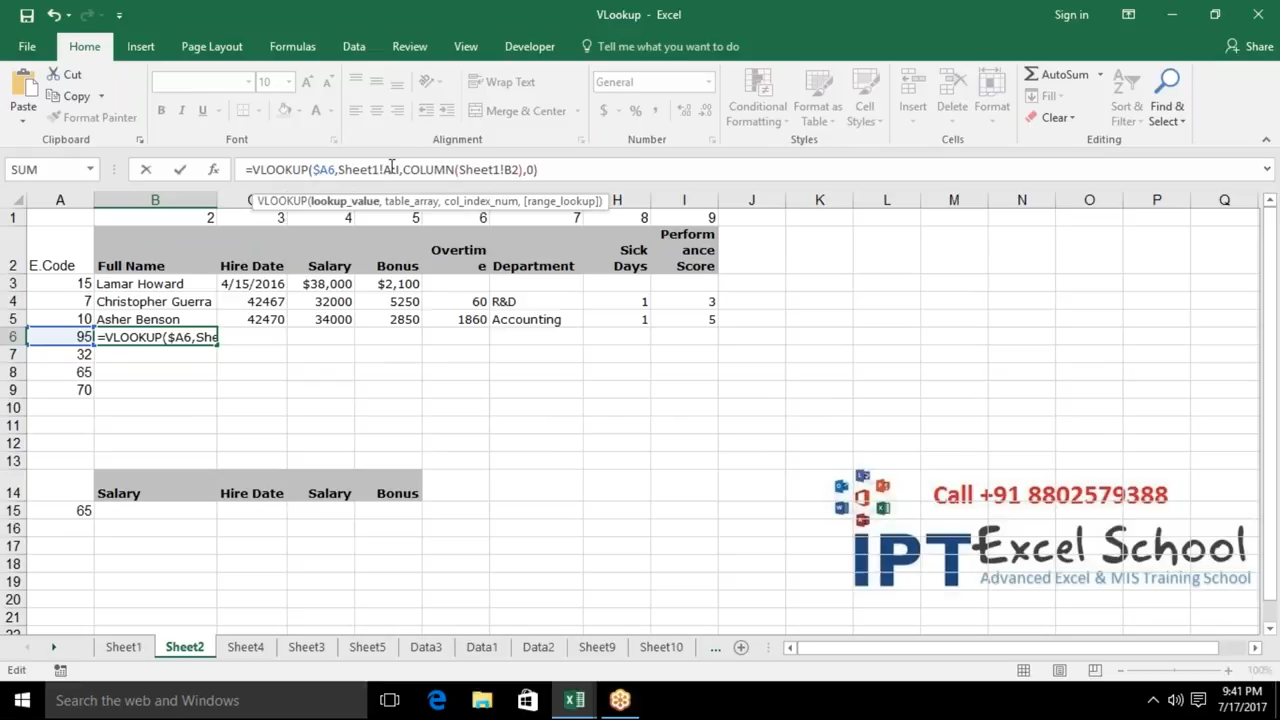 VLookup - Excel
Sign in
File Home Insert Page Layout Formulas Data Review View Developer Tell me what you want to do Share
Paste Cut Copy Format Painter
Clipboard
10 A A
B I U A
Font
Wrap Text
Merge & Center
Alignment
General
$ % ,
Number
Conditional Formatting Format as Table Cell Styles
Styles
Insert Delete Format
Cells
AutoSum Fill Clear Sort & Filter Find & Select
Editing
SUM fx =VLOOKUP($A6,Sheet1!A:I,COLUMN(Sheet1!B2),0)
VLOOKUP(lookup_value, table_array, col_index_num, [range_lookup])
A B H I J K L M N O P Q
1 2 3 4 5 6 7 8 9
2 E.Code Full Name Hire Date Salary Bonus Overtime Department Sick Days Performance Score
3 15 Lamar Howard 4/15/2016 $38,000 $2,100
4 7 Christopher Guerra 42467 32000 5250 60 R&D 1 3
5 10 Asher Benson 42470 34000 2850 1860 Accounting 1 5
6 95 =VLOOKUP($A6,She
7 32
8 65
9 70
10
11
12
13
14 Salary Hire Date Salary Bonus
15 65
16
17
18
19
20
21
Call +91 8802579388
IPT Excel School
Advanced Excel & MIS Training School
Sheet1 Sheet2 Sheet4 Sheet3 Sheet5 Data3 Data1 Data2 Sheet9 Sheet10 ...
Edit 100%
Search the web and Windows
9:41 PM
7/17/2017